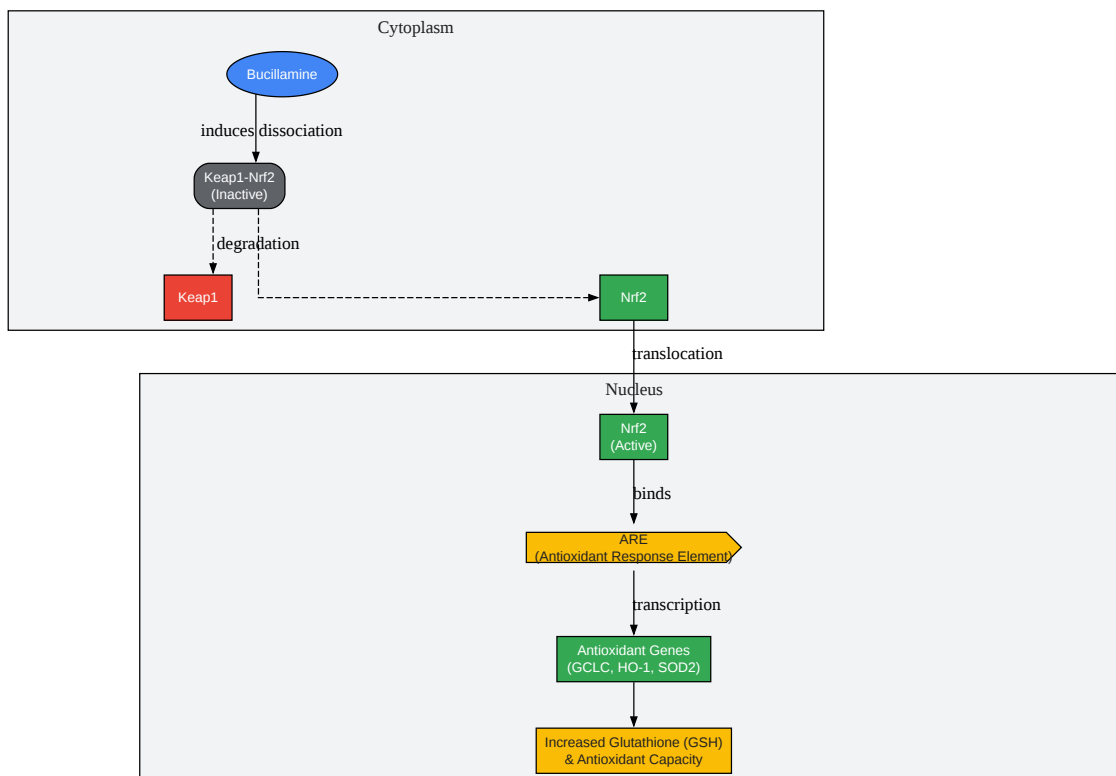 Cytoplasm
Bucillamine
induces dissociation
Keap1-Nrf2
(Inactive)
degradation
Keap1
Nrf2
translocation
Nucleus
Nrf2
(Active)
binds
ARE
(Antioxidant Response Element)
transcription
Antioxidant Genes
(GCLC, HO-1, SOD2)
Increased Glutathione (GSH)
& Antioxidant Capacity